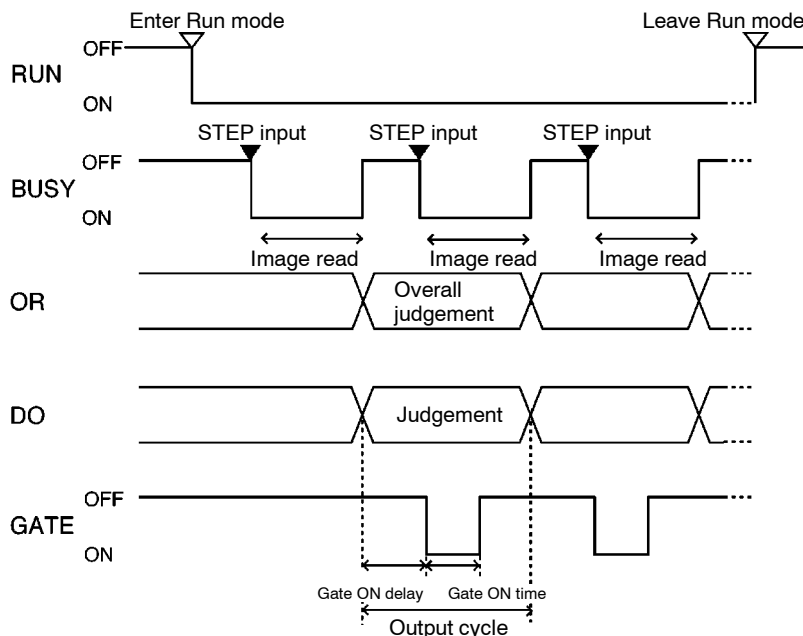 Enter Run mode
Leave Run mode
OFF
RUN
ON
STEP input
STEP input
STEP input
OFF
BUSY
ON
Image read
Image read
Image read
OR
Overall
judgement
DO
Judgement
OFF
GATE
ON
Gate ON delay
Gate ON time
Output cycle